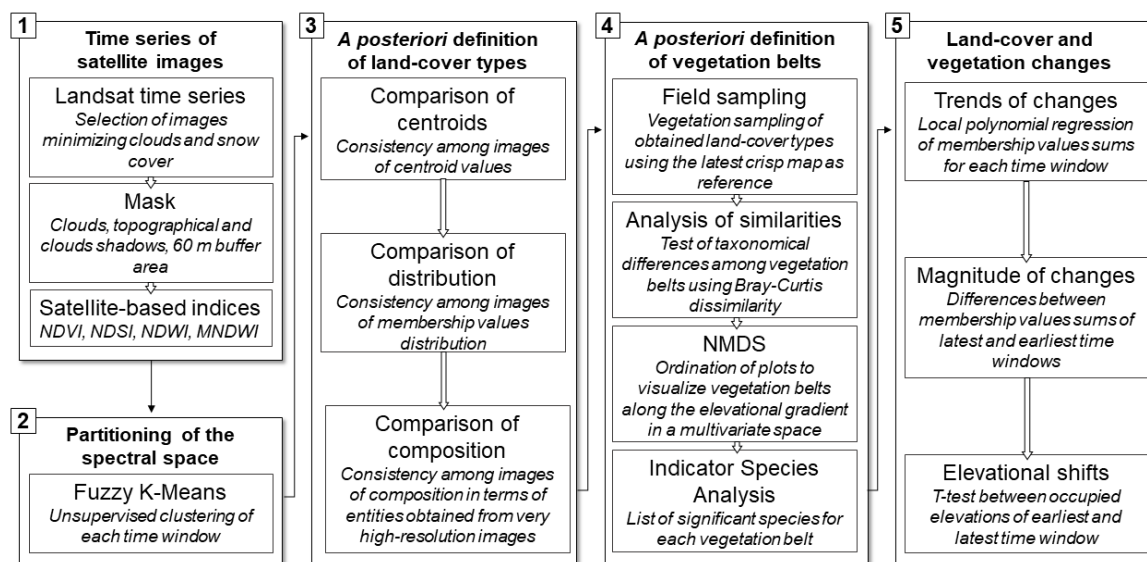 1
Time series of
satellite images
Landsat time series
Selection of images
minimizing clouds and snow
cover
Mask
Clouds, topographical and
clouds shadows, 60 m buffer
area
Satellite-based indices
NDVI, NDSI, NDWI, MNDWI
2
Partitioning of the
spectral space
Fuzzy K-Means
Unsupervised clustering of
each time window
3
A posteriori definition
of land-cover types
Comparison of
centroids
Consistency among images
of centroid values
Comparison of
distribution
Consistency among images
of membership values
distribution
Comparison of
composition
Consistency among images
of composition in terms of
entities obtained from very
high-resolution images
4
A posteriori definition
of vegetation belts
Field sampling
Vegetation sampling of
obtained land-cover types
using the latest crisp map as
reference
Analysis of similarities
Test of taxonomical
differences among vegetation
belts using Bray-Curtis
dissimilarity
NMDS
Ordination of plots to
visualize vegetation belts
along the elevational gradient
in a multivariate space
Indicator Species
Analysis
List of significant species for
each vegetation belt
5
Land-cover and
vegetation changes
Trends of changes
Local polynomial regression
of membership values sums
for each time window
Magnitude of changes
Differences between
membership values sums of
latest and earliest time
windows
Elevational shifts
T-test between occupied
elevations of earliest and
latest time window